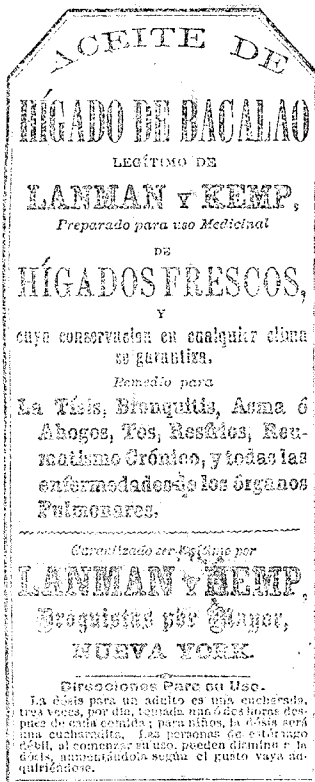 ACEITE DE
HÍGADO DE BACALAO
LEGÍTIMO DE
LANMAN Y KEMP,
Preparado para uso Medicinal
DE
HÍGADOS FRESCOS,
Y
cuya conservacion en cualquier clima
se garantiza.
Remedio para
La Tísis, Bronquitis, Asma ó
Ahogos, Tos, Resfrios, Reu-
matismo Crónico, y todas las
enfermedades de los órganos
Pulmonares.
Garantizado ser legítimo por
LANMAN Y KEMP,
Droguistas por Mayor,
NUEVA YORK.
Direcciones Para su Uso.
La dósis para un adulto es una cucharada,
tres veces, por dia, tomada una ó dos horas des-
pues de cada comida; para niños, la dósis será
una cucharadita. Las personas de estómago
débil, al comenzar su uso, pueden disminuir la
dósis, aumentándola segun el gusto vaya ad-
quiriéndose.